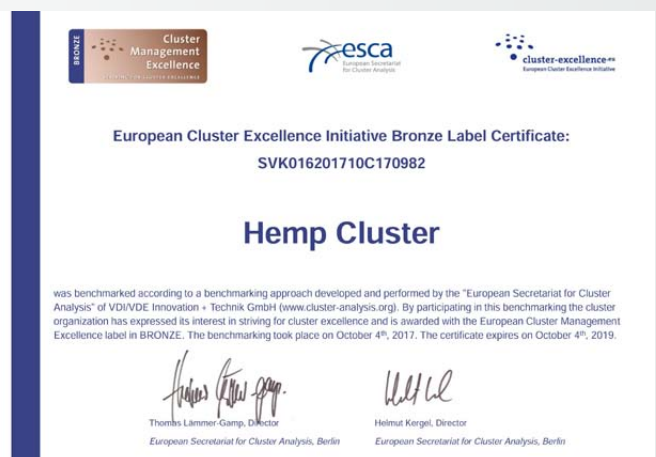 BRONZE
Cluster
Management
Excellence
STRIVING FOR CLUSTER EXCELLENCE
esca
European Secretariat
for Cluster Analysis
cluster-excellence.eu
European Cluster Excellence Initiative
European Cluster Excellence Initiative Bronze Label Certificate:
SVK016201710C170982
Hemp Cluster
was benchmarked according to a benchmarking approach developed and performed by the "European Secretariat for Cluster
Analysis" of VDI/VDE Innovation + Technik GmbH (www.cluster-analysis.org). By participating in this benchmarking the cluster
organization has expressed its interest in striving for cluster excellence and is awarded with the European Cluster Management
Excellence label in BRONZE. The benchmarking took place on October 4th, 2017. The certificate expires on October 4th, 2019.
Thomas Lämmer-Gamp, Director
Helmut Kergel, Director
European Secretariat for Cluster Analysis, Berlin
European Secretariat for Cluster Analysis, Berlin